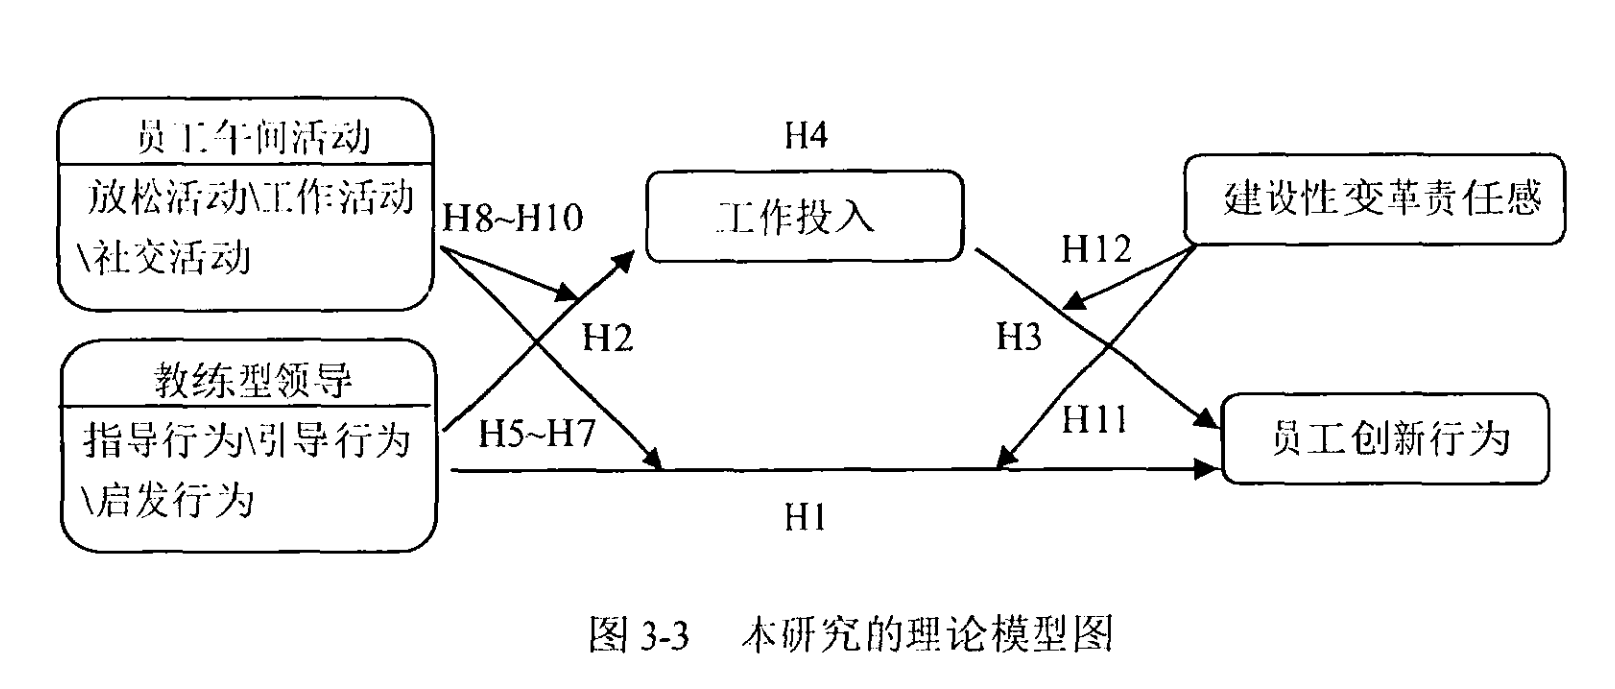 员工午间活动
放松活动\工作活动
\社交活动
H8~H10
H4
工作投入
建设性变革责任感
H12
H2
H3
教练型领导
指导行为\引导行为
\启发行为
H5~H7
H11
员工创新行为
H1
图 3-3 本研究的理论模型图